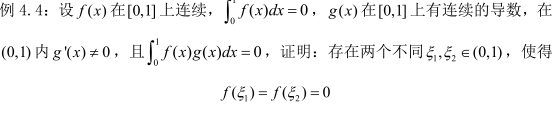 例 4.4：设 f(x) 在[0,1]上连续，∫₀¹ f(x)dx = 0，g(x) 在[0,1]上有连续的导数，在
(0,1) 内 g'(x) ≠ 0，且∫₀¹ f(x)g(x)dx = 0，证明：存在两个不同 ξ₁,ξ₂ ∈ (0,1)，使得
f(ξ₁) = f(ξ₂) = 0